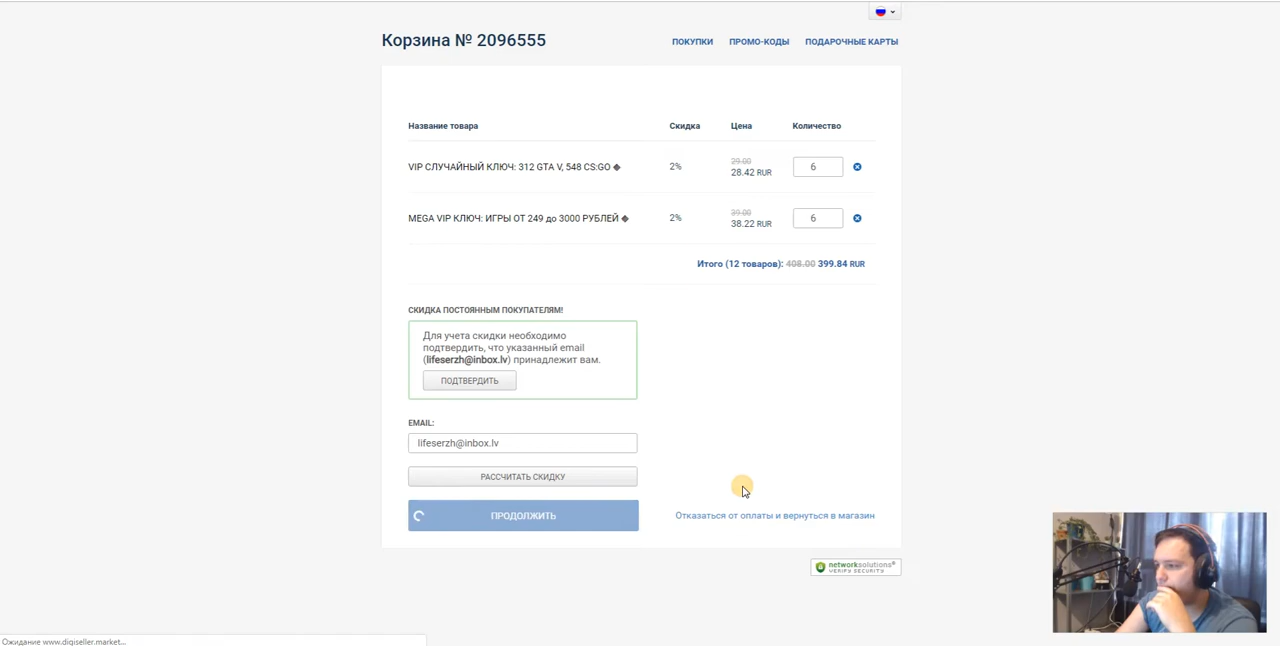 Корзина № 2096555
ПОКУПКИ ПРОМО-КОДЫ ПОДАРОЧНЫЕ КАРТЫ
Название товара Скидка Цена Количество
VIP СЛУЧАЙНЫЙ КЛЮЧ: 312 GTA V, 548 CS:GO 2% 29.00 28.42 RUR 6
MEGA VIP КЛЮЧ: ИГРЫ ОТ 249 до 3000 РУБЛЕЙ 2% 39.00 38.22 RUR 6
Итого (12 товаров): 408.00 399.84 RUR
СКИДКА ПОСТОЯННЫМ ПОКУПАТЕЛЯМ!
Для учета скидки необходимо
подтвердить, что указанный email
(lifeserzh@inbox.lv) принадлежит вам.
ПОДТВЕРДИТЬ
EMAIL:
lifeserzh@inbox.lv
РАССЧИТАТЬ СКИДКУ
ПРОДОЛЖИТЬ Отказаться от оплаты и вернуться в магазин
networksolutions®
VERIFY SECURITY
Ожидание www.digiseller.market...